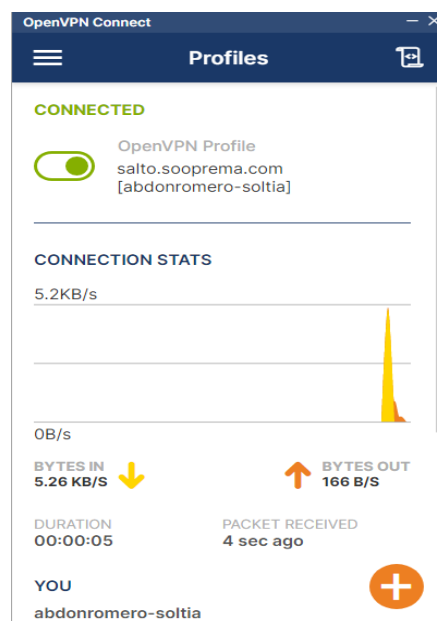 OpenVPN Connect
Profiles
CONNECTED
OpenVPN Profile
salto.sooprema.com
[abdonromero-soltia]
CONNECTION STATS
5.2KB/s
0B/s
BYTES IN
5.26 KB/S
BYTES OUT
166 B/S
DURATION
00:00:05
PACKET RECEIVED
4 sec ago
YOU
abdonromero-soltia